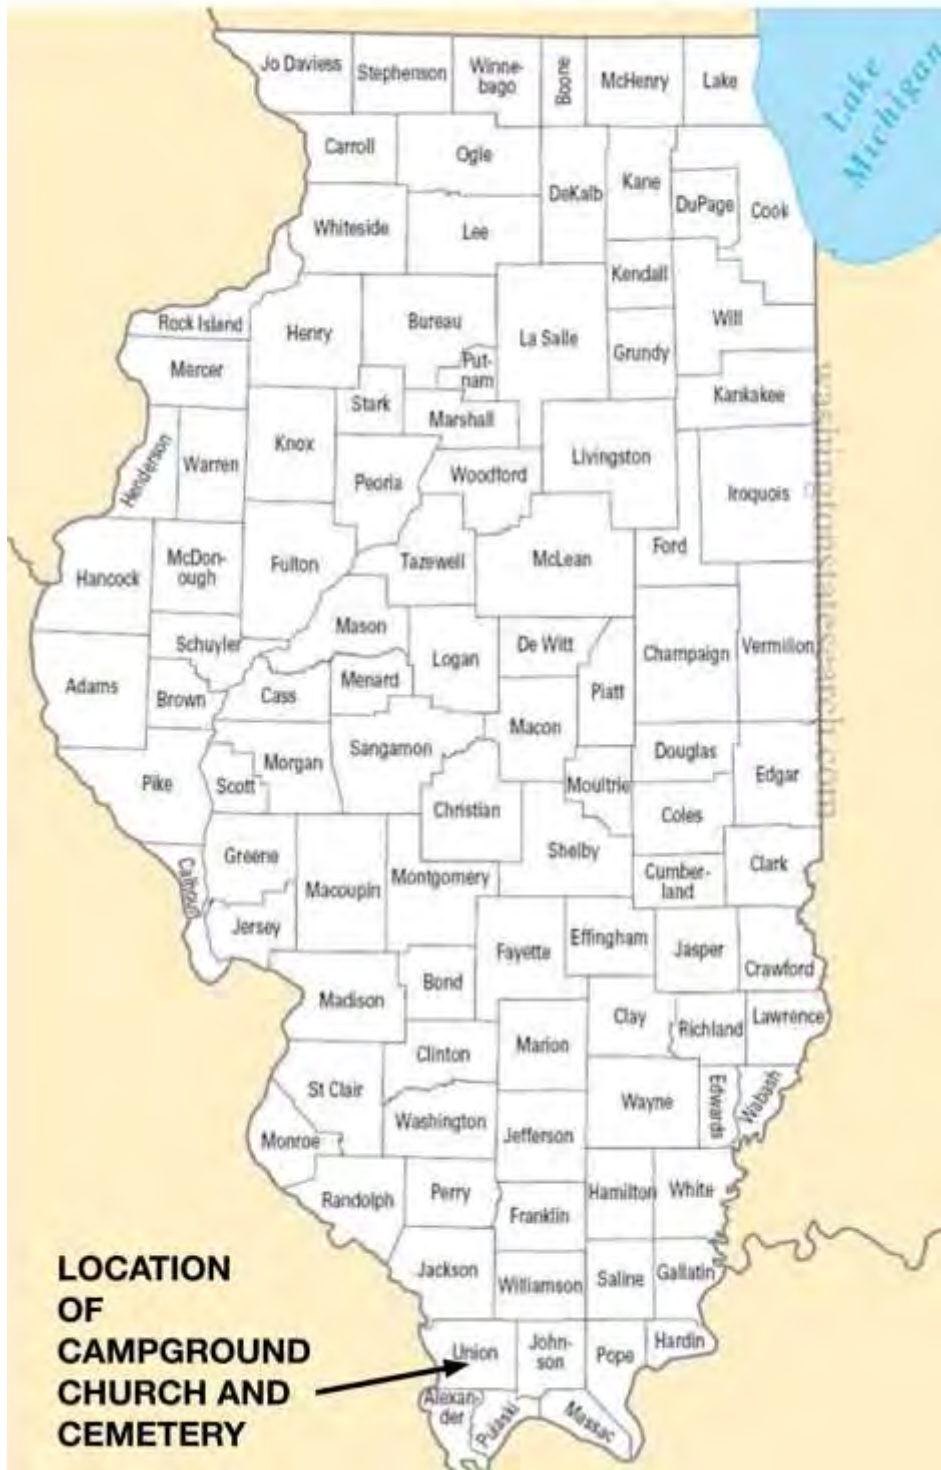 Jo Daviess
Stephenson
Winne-
bago
Boone
McHenry
Lake
Lake
Michigan
Carroll
Ogle
DeKalb
Kane
DuPage
Cook
Whiteside
Lee
Kendall
Rock Island
Henry
Bureau
La Salle
Will
Grundy
Put-
nam
Mercer
Kankakee
Stark
Marshall
Henderson
Warren
Knox
Peoria
Woodford
Livingston
Iroquois
Ford
Hancock
McDon-
ough
Fulton
Tazewell
McLean
Schuyler
Mason
Logan
De Witt
Champaign
Vermilion
Adams
Brown
Cass
Menard
Piatt
Macon
Sangamon
Douglas
Pike
Scott
Morgan
Christian
Moultrie
Edgar
Coles
Greene
Macoupin
Montgomery
Shelby
Cumber-
land
Clark
Calhoun
Jersey
Fayette
Effingham
Jasper
Crawford
Madison
Bond
Clay
Richland
Lawrence
Clinton
Marion
St Clair
Wayne
Edwards
Wabash
Washington
Jefferson
Monroe
Randolph
Perry
Hamilton
White
Franklin
Jackson
Williamson
Saline
Gallatin
Union
John-
son
Pope
Hardin
Alexan-
der
Pulaski
Massac
LOCATION
OF
CAMPGROUND
CHURCH AND
CEMETERY